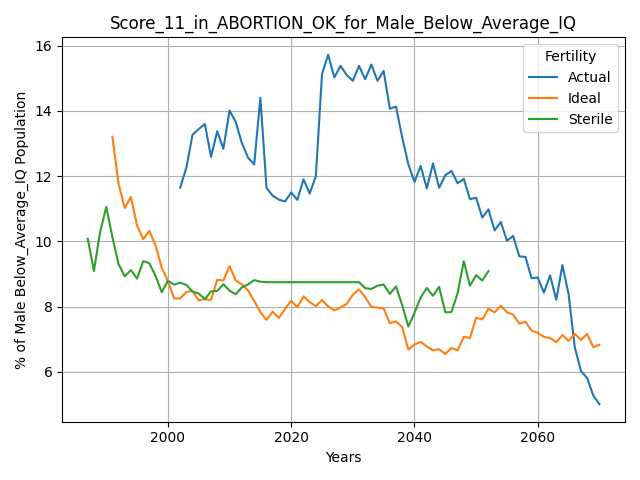 Score_11_in_ABORTION_OK_for_Male_Below_Average_IQ
% of Male Below_Average_IQ Population
16
14
12
10
8
6
Fertility
Actual
Ideal
Sterile
2000
2020
2040
2060
Years